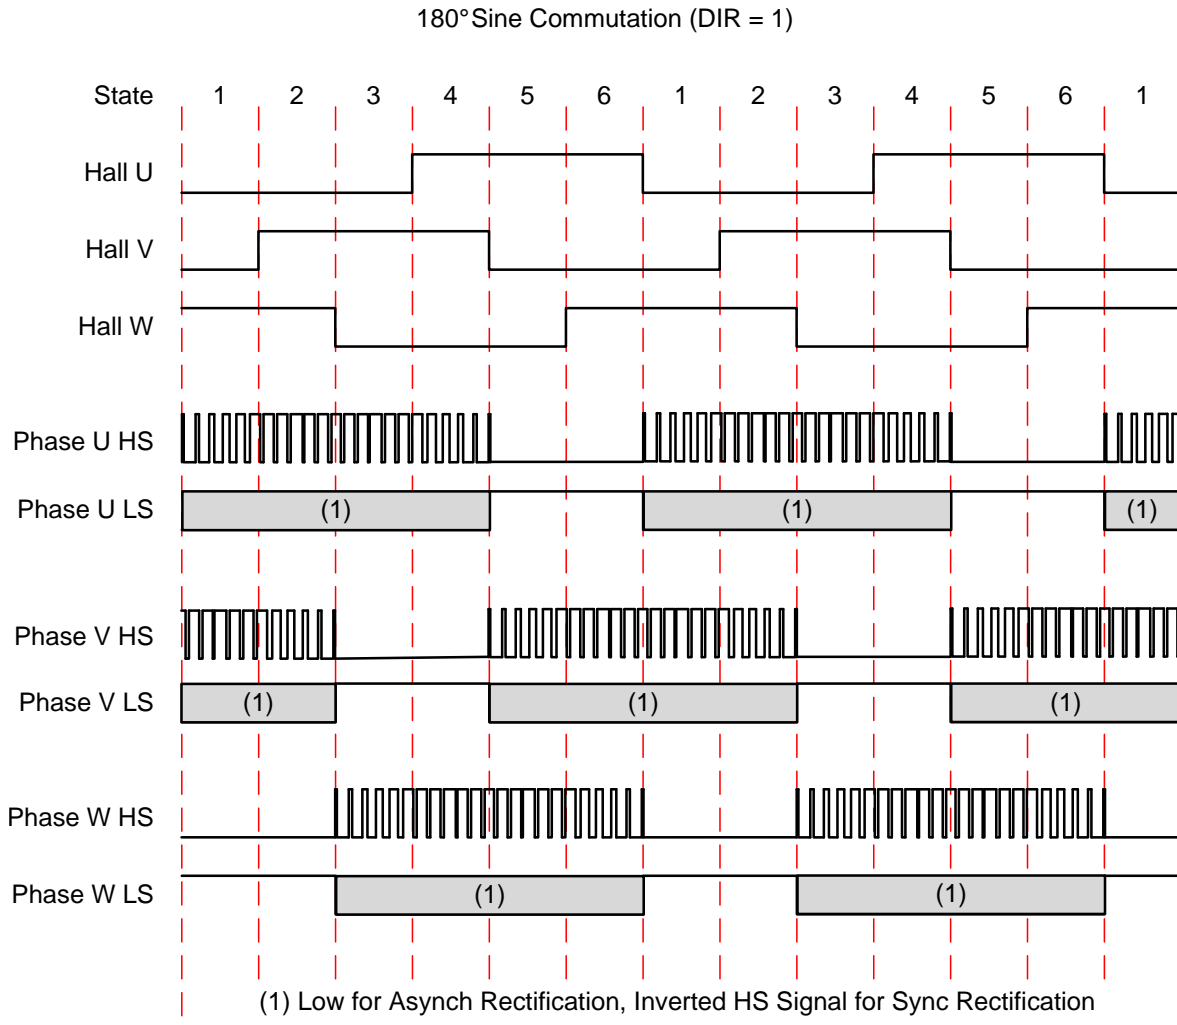 180°Sine Commutation (DIR = 1)
State 1 2 3 4 5 6 1 2 3 4 5 6 1
Hall U
Hall V
Hall W
Phase U HS
Phase U LS (1) (1) (1)
Phase V HS
Phase V LS (1) (1) (1)
Phase W HS
Phase W LS (1) (1)
(1) Low for Asynch Rectification, Inverted HS Signal for Sync Rectification